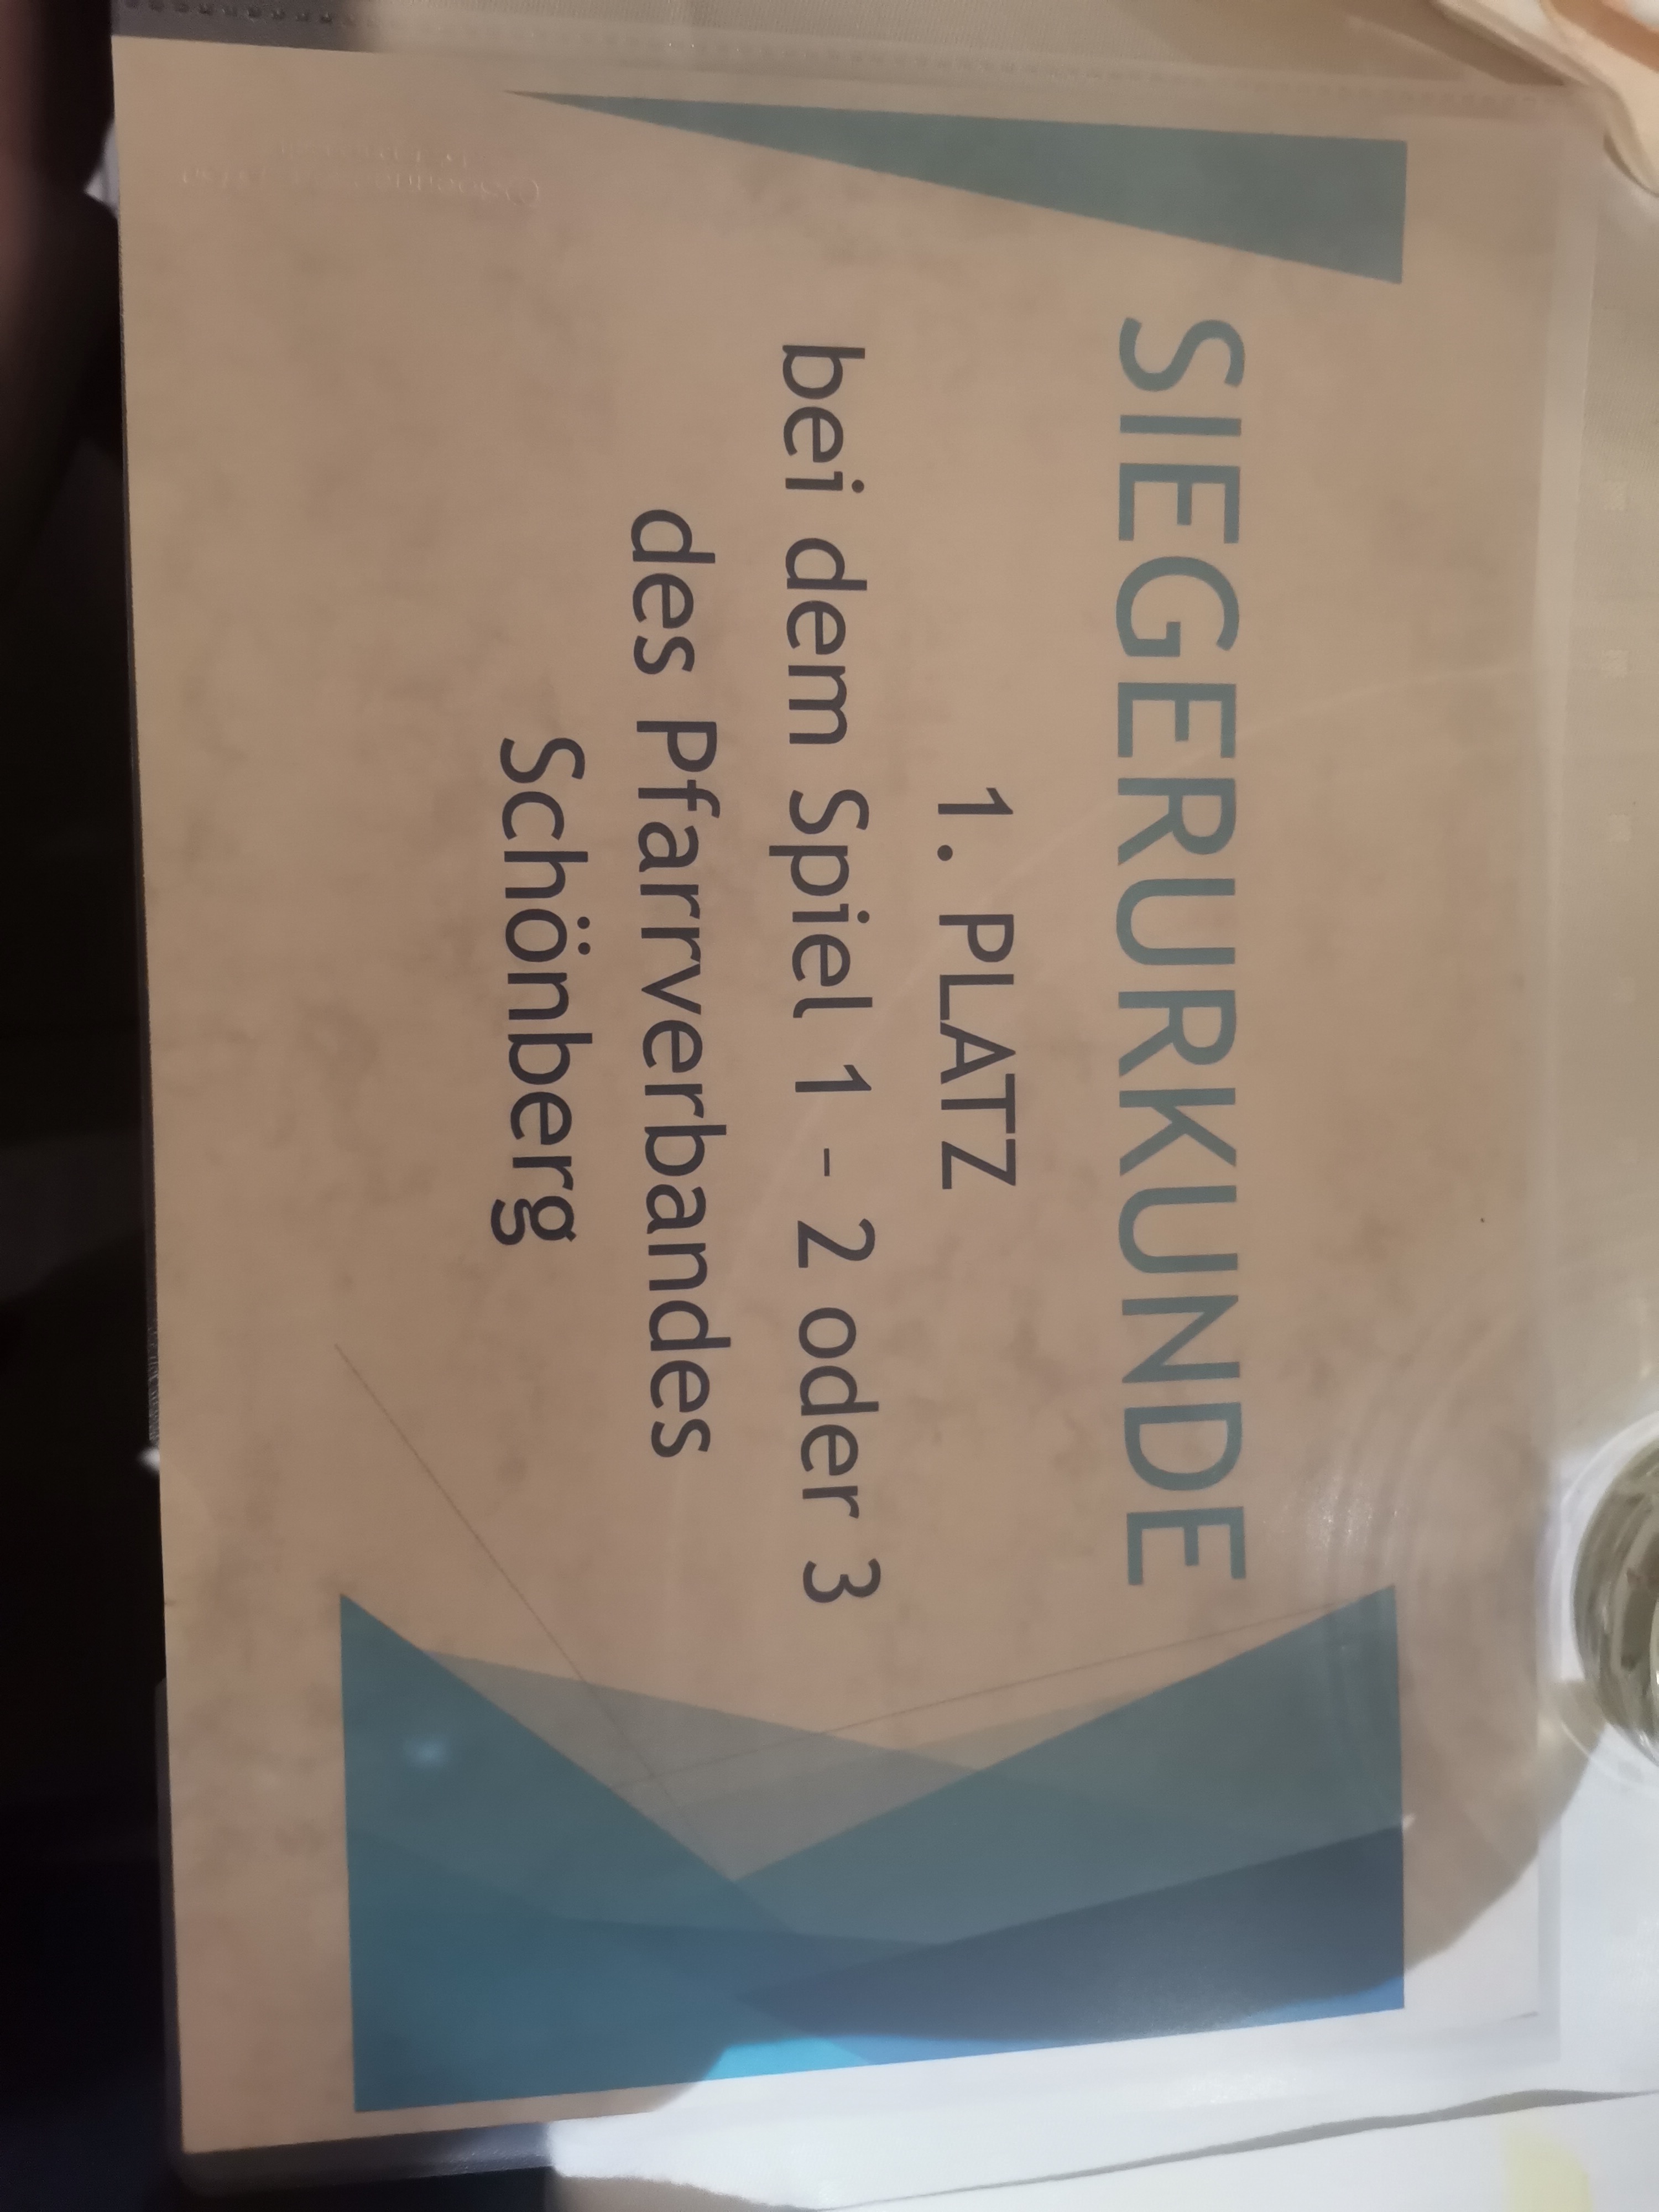 SIEGERURKUNDE
1. PLATZ
bei dem Spiel 1 - 2 oder 3
des Pfarrverbandes
Schönberg